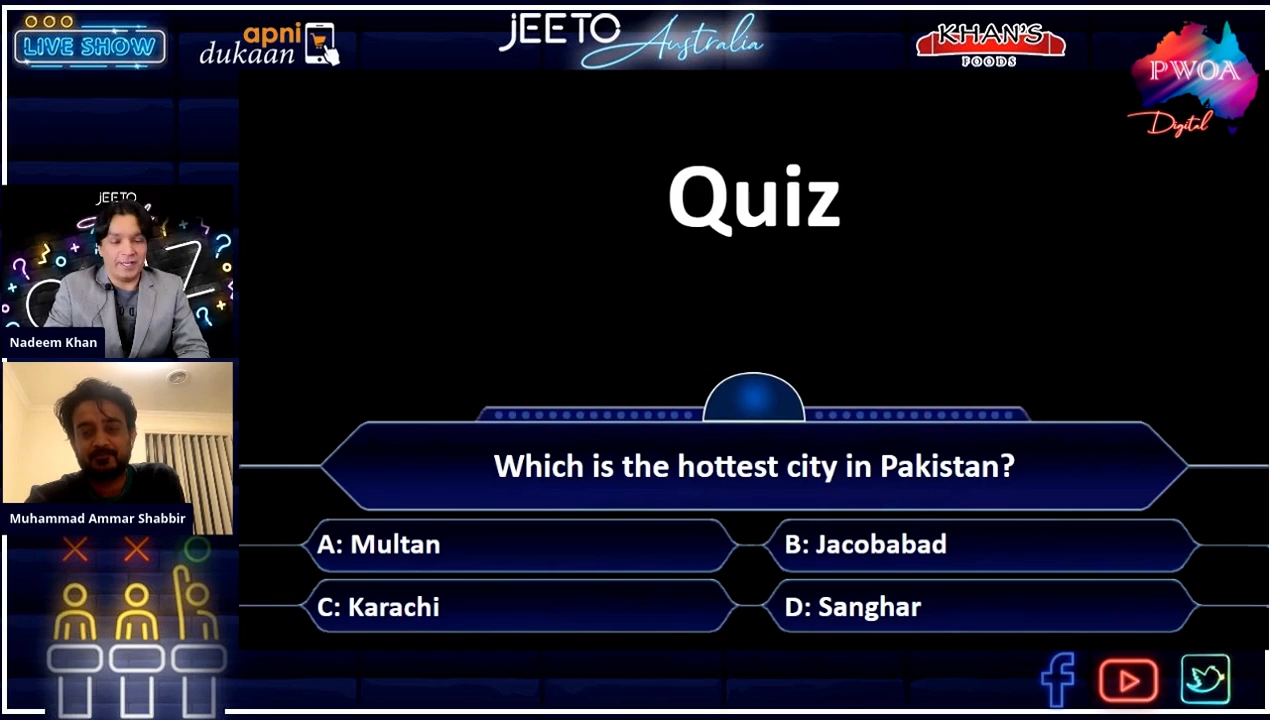 LIVE SHOW
apni
dukaan
JEETO Australia
KHAN'S
FOODS
PWOA
Digital
Quiz
JEETO
Nadeem Khan
Muhammad Ammar Shabbir
Which is the hottest city in Pakistan?
A: Multan
B: Jacobabad
C: Karachi
D: Sanghar